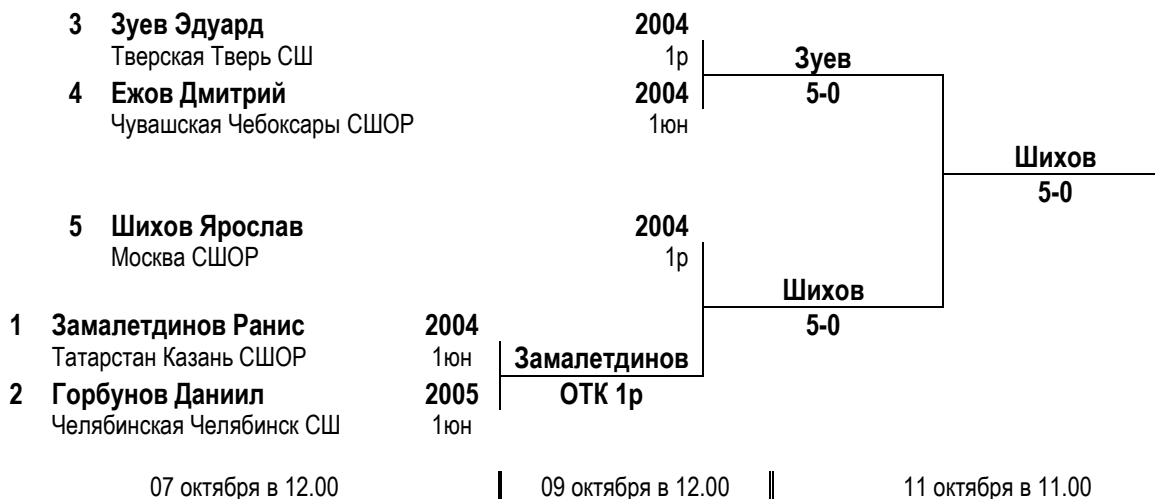 3 Зуев Эдуард 2004
Тверская Тверь СШ 1р
Зуев
4 Ежов Дмитрий 2004
5-0
Чувашская Чебоксары СШОР 1юн
Шихов
5-0
5 Шихов Ярослав 2004
Москва СШОР 1р
Шихов
5-0
1 Замалетдинов Ранис 2004
Татарстан Казань СШОР 1юн
Замалетдинов
2 Горбунов Даниил 2005
ОТК 1р
Челябинская Челябинск СШ 1юн
07 октября в 12.00 09 октября в 12.00 11 октября в 11.00